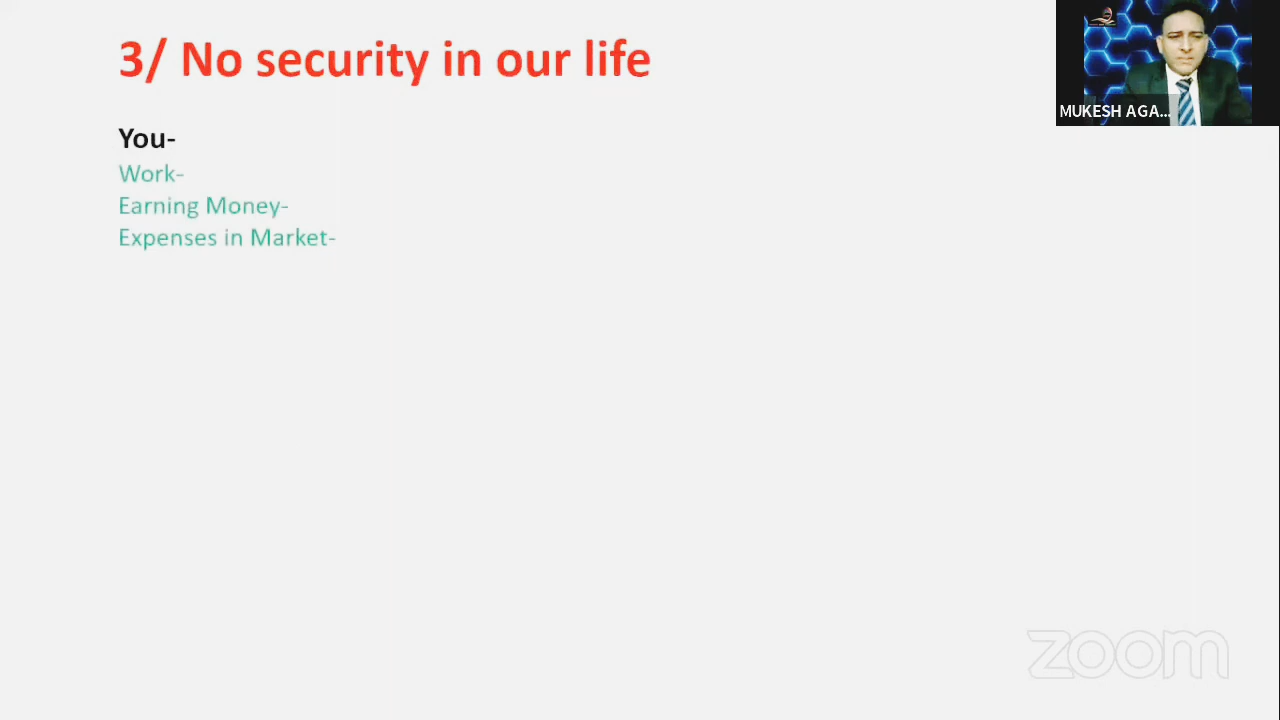 3/ No security in our life
MUKESH AGA...
You-
Work-
Earning Money-
Expenses in Market-
zoom